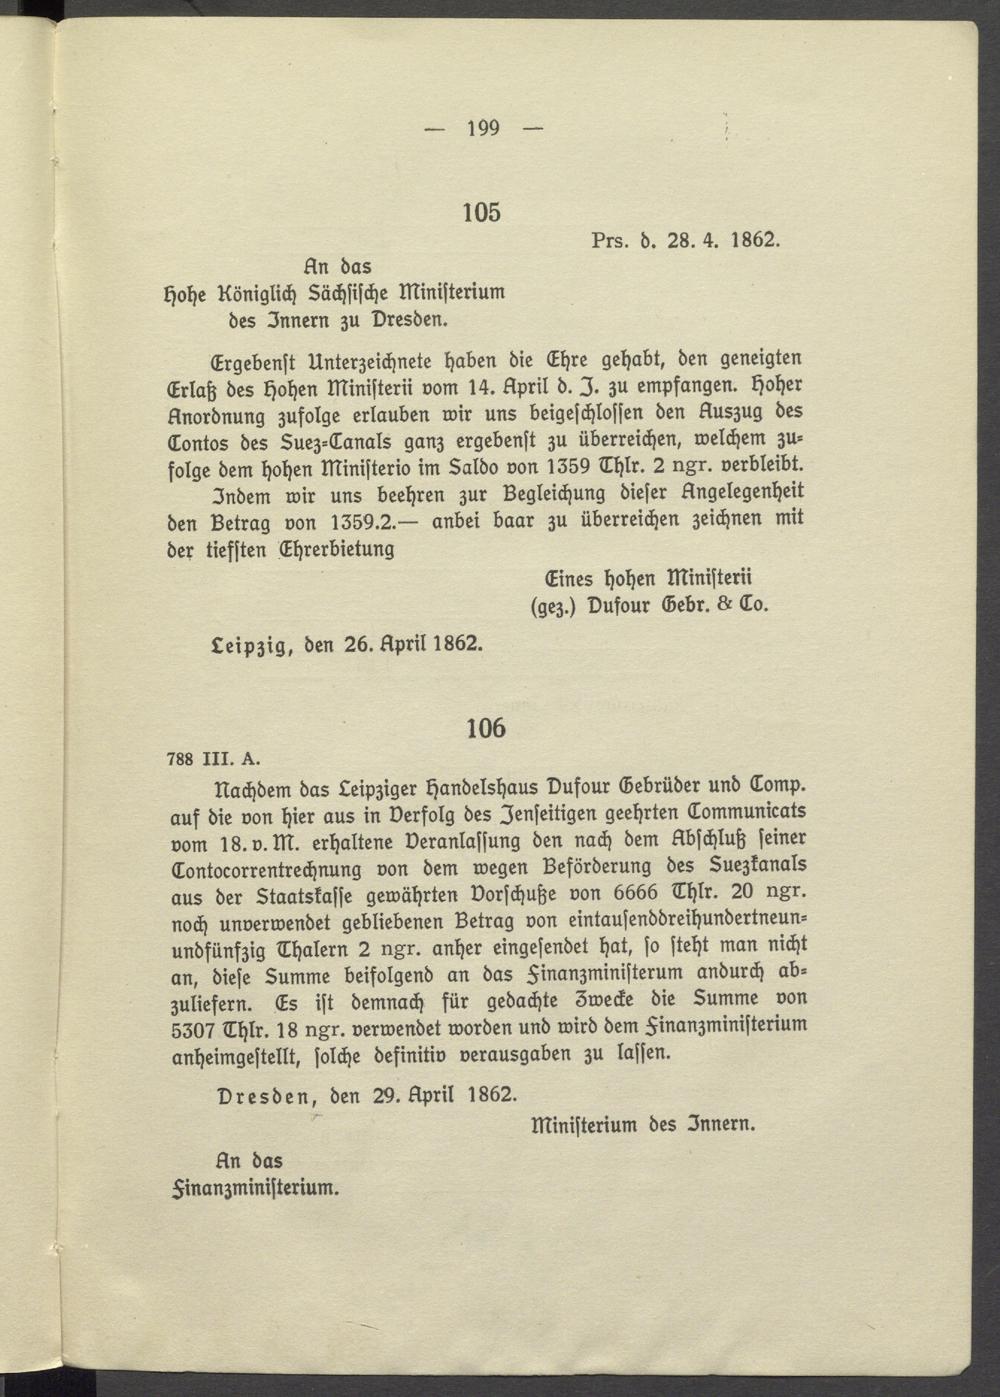 — 199 —
105
Prs. d. 28. 4. 1862.
An das
Hohe Königlich Sächsische Ministerium
des Innern zu Dresden.
Ergebenst Unterzeichnete haben die Ehre gehabt, den geneigten
Erlaß des Hohen Ministerii vom 14. April d. J. zu empfangen. Hoher
Anordnung zufolge erlauben wir uns beigeschlossen den Auszug des
Contos des Suez-Canals ganz ergebenst zu überreichen, welchem zu-
folge dem hohen Ministerio im Saldo von 1359 Thlr. 2 ngr. verbleibt.
Indem wir uns beehren zur Begleichung dieser Angelegenheit
den Betrag von 1359.2.— anbei baar zu überreichen zeichnen mit
der tiefsten Ehrerbietung
Eines hohen Ministerii
(gez.) Dufour Gebr. & Co.
Leipzig, den 26. April 1862.
106
788 III. A.
Nachdem das Leipziger Handelshaus Dufour Gebrüder und Comp.
auf die von hier aus in Verfolg des Jenseitigen geehrten Communicats
vom 18. v. M. erhaltene Veranlassung den nach dem Abschluß seiner
Contocorrentrechnung von dem wegen Beförderung des Suezkanals
aus der Staatskasse gewährten Vorschuße von 6666 Thlr. 20 ngr.
noch unverwendet gebliebenen Betrag von eintausenddreihundertneun-
undfünfzig Thalern 2 ngr. anher eingesendet hat, so steht man nicht
an, diese Summe beifolgend an das Finanzministerum andurch ab-
zuliefern. Es ist demnach für gedachte Zwecke die Summe von
5307 Thlr. 18 ngr. verwendet worden und wird dem Finanzministerium
anheimgestellt, solche definitiv verausgaben zu lassen.
Dresden, den 29. April 1862.
Ministerium des Innern.
An das
Finanzministerium.